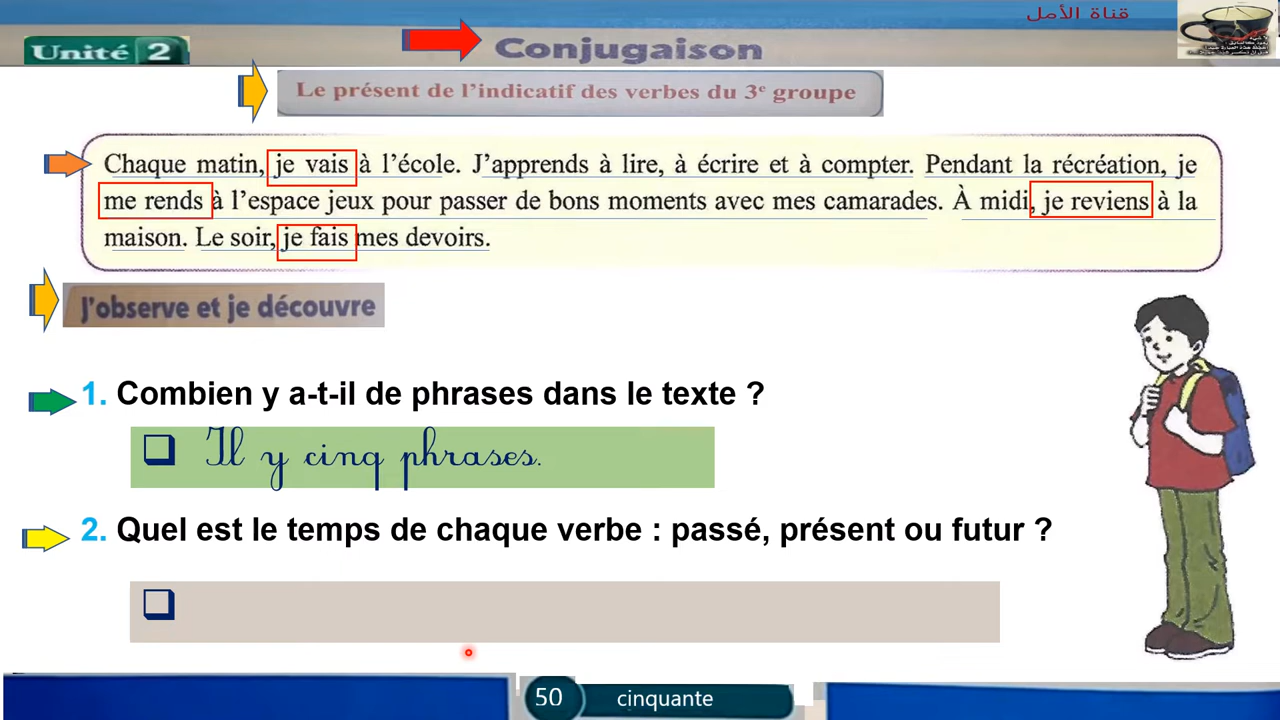 قناة الأمل
Unité 2
Conjugaison
Le présent de l'indicatif des verbes du 3e groupe
Chaque matin, je vais à l'école. J'apprends à lire, à écrire et à compter. Pendant la récréation, je
me rends à l'espace jeux pour passer de bons moments avec mes camarades. À midi, je reviens à la
maison. Le soir, je fais mes devoirs.
J'observe et je découvre
1. Combien y a-t-il de phrases dans le texte ?
Il y cinq phrases.
2. Quel est le temps de chaque verbe : passé, présent ou futur ?
50 cinquante